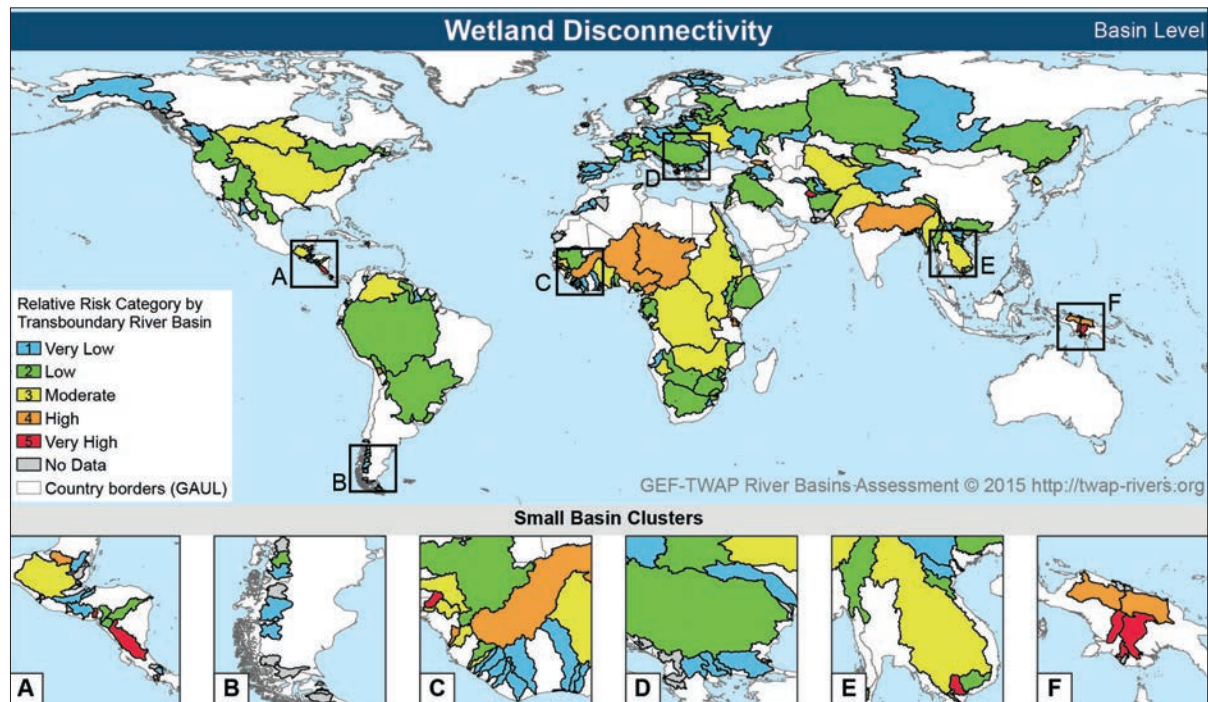 Wetland Disconnectivity
Basin Level
A
B
C
D
E
F
Relative Risk Category by
Transboundary River Basin
1 Very Low
2 Low
3 Moderate
4 High
5 Very High
No Data
Country borders (GAUL)
GEF-TWAP River Basins Assessment © 2015 http://twap-rivers.org
Small Basin Clusters
A
B
C
D
E
F